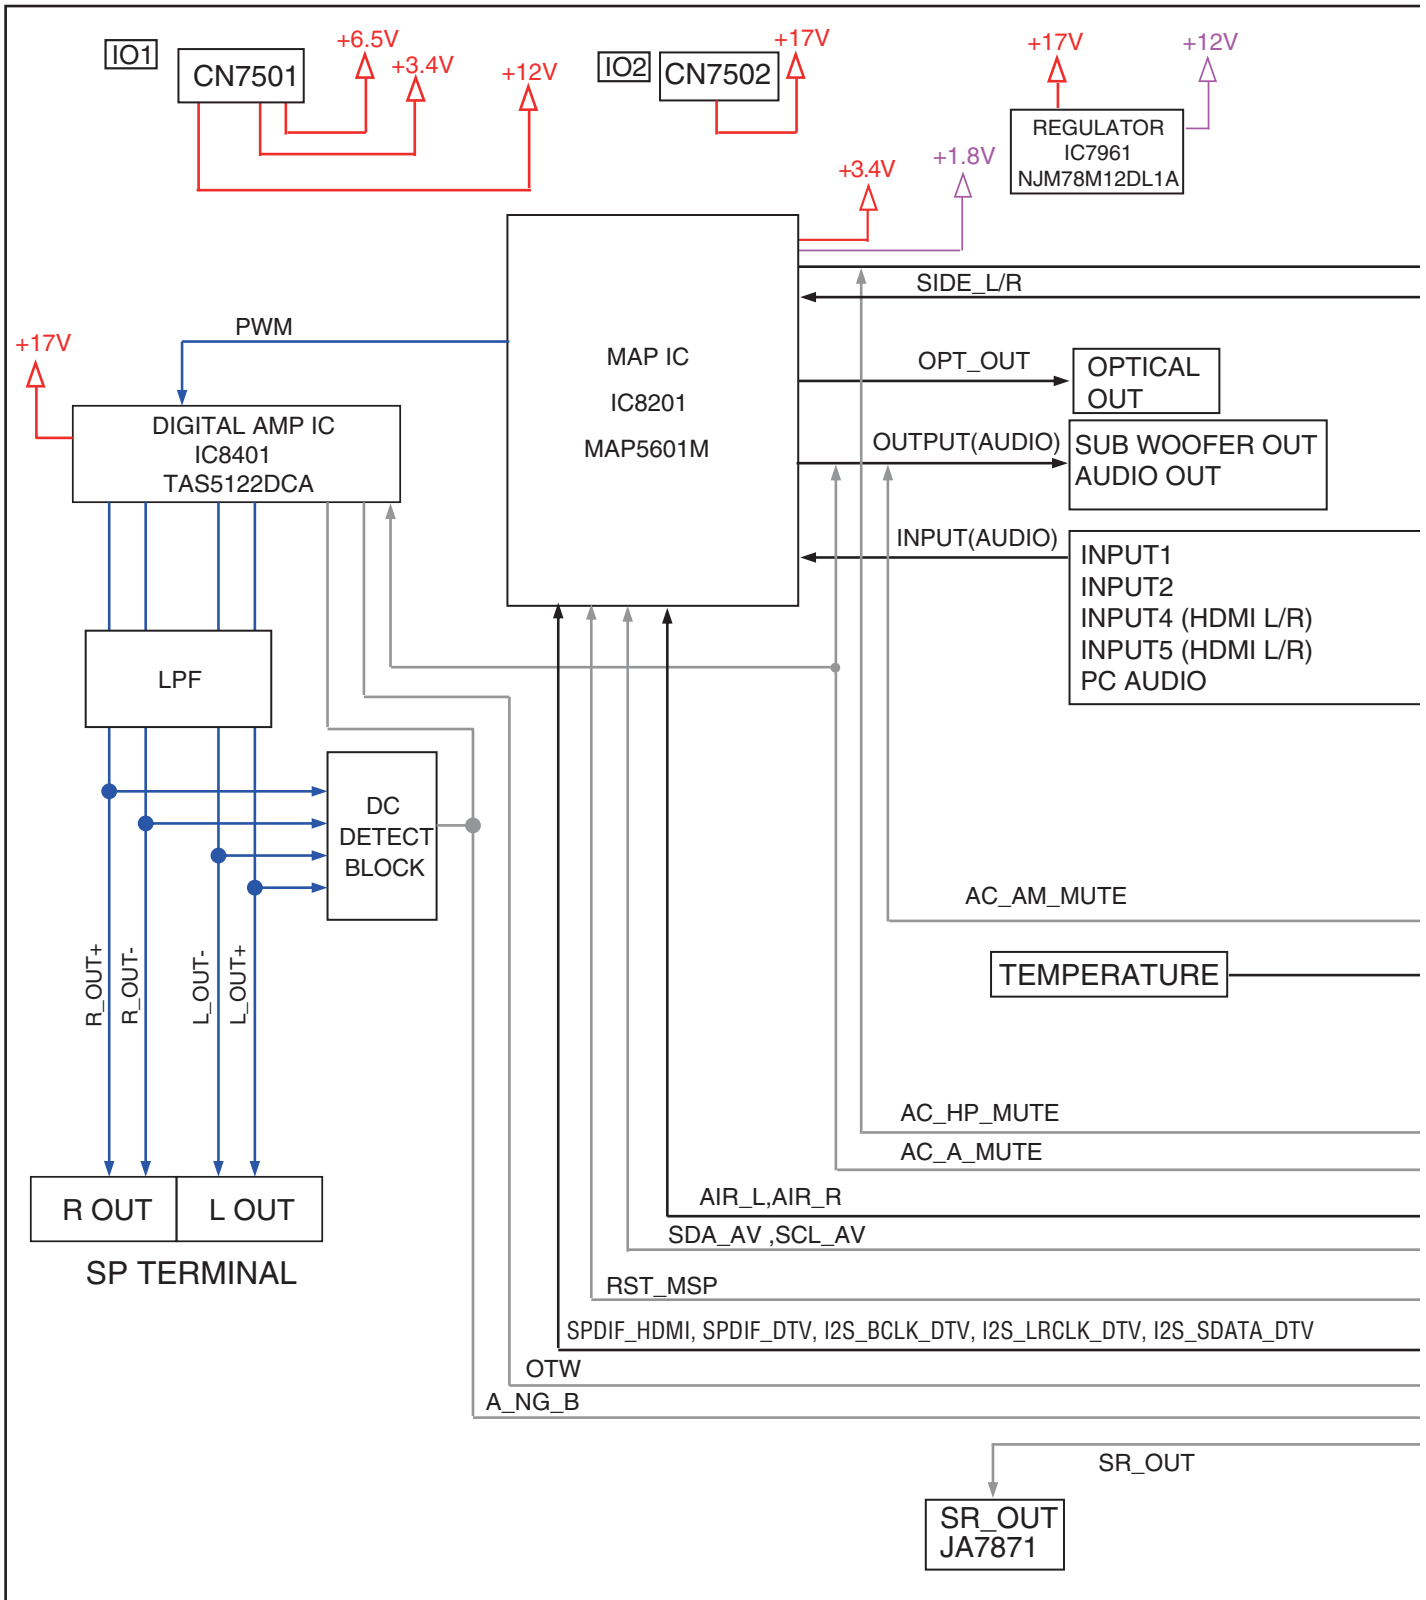 IO1
CN7501
+6.5V
+3.4V
+12V
IO2
CN7502
+17V
+17V
+12V
REGULATOR
IC7961
NJM78M12DL1A
+3.4V
+1.8V
SIDE_L/R
PWM
+17V
MAP IC
IC8201
MAP5601M
OPT_OUT
OPTICAL
OUT
DIGITAL AMP IC
IC8401
TAS5122DCA
OUTPUT(AUDIO)
SUB WOOFER OUT
AUDIO OUT
INPUT(AUDIO)
INPUT1
INPUT2
INPUT4 (HDMI L/R)
INPUT5 (HDMI L/R)
PC AUDIO
LPF
DC
DETECT
BLOCK
AC_AM_MUTE
R_OUT+
R_OUT-
L_OUT-
L_OUT+
TEMPERATURE
AC_HP_MUTE
AC_A_MUTE
R OUT
L OUT
SP TERMINAL
AIR_L,AIR_R
SDA_AV ,SCL_AV
RST_MSP
SPDIF_HDMI, SPDIF_DTV, I2S_BCLK_DTV, I2S_LRCLK_DTV, I2S_SDATA_DTV
OTW
A_NG_B
SR_OUT
SR_OUT
JA7871